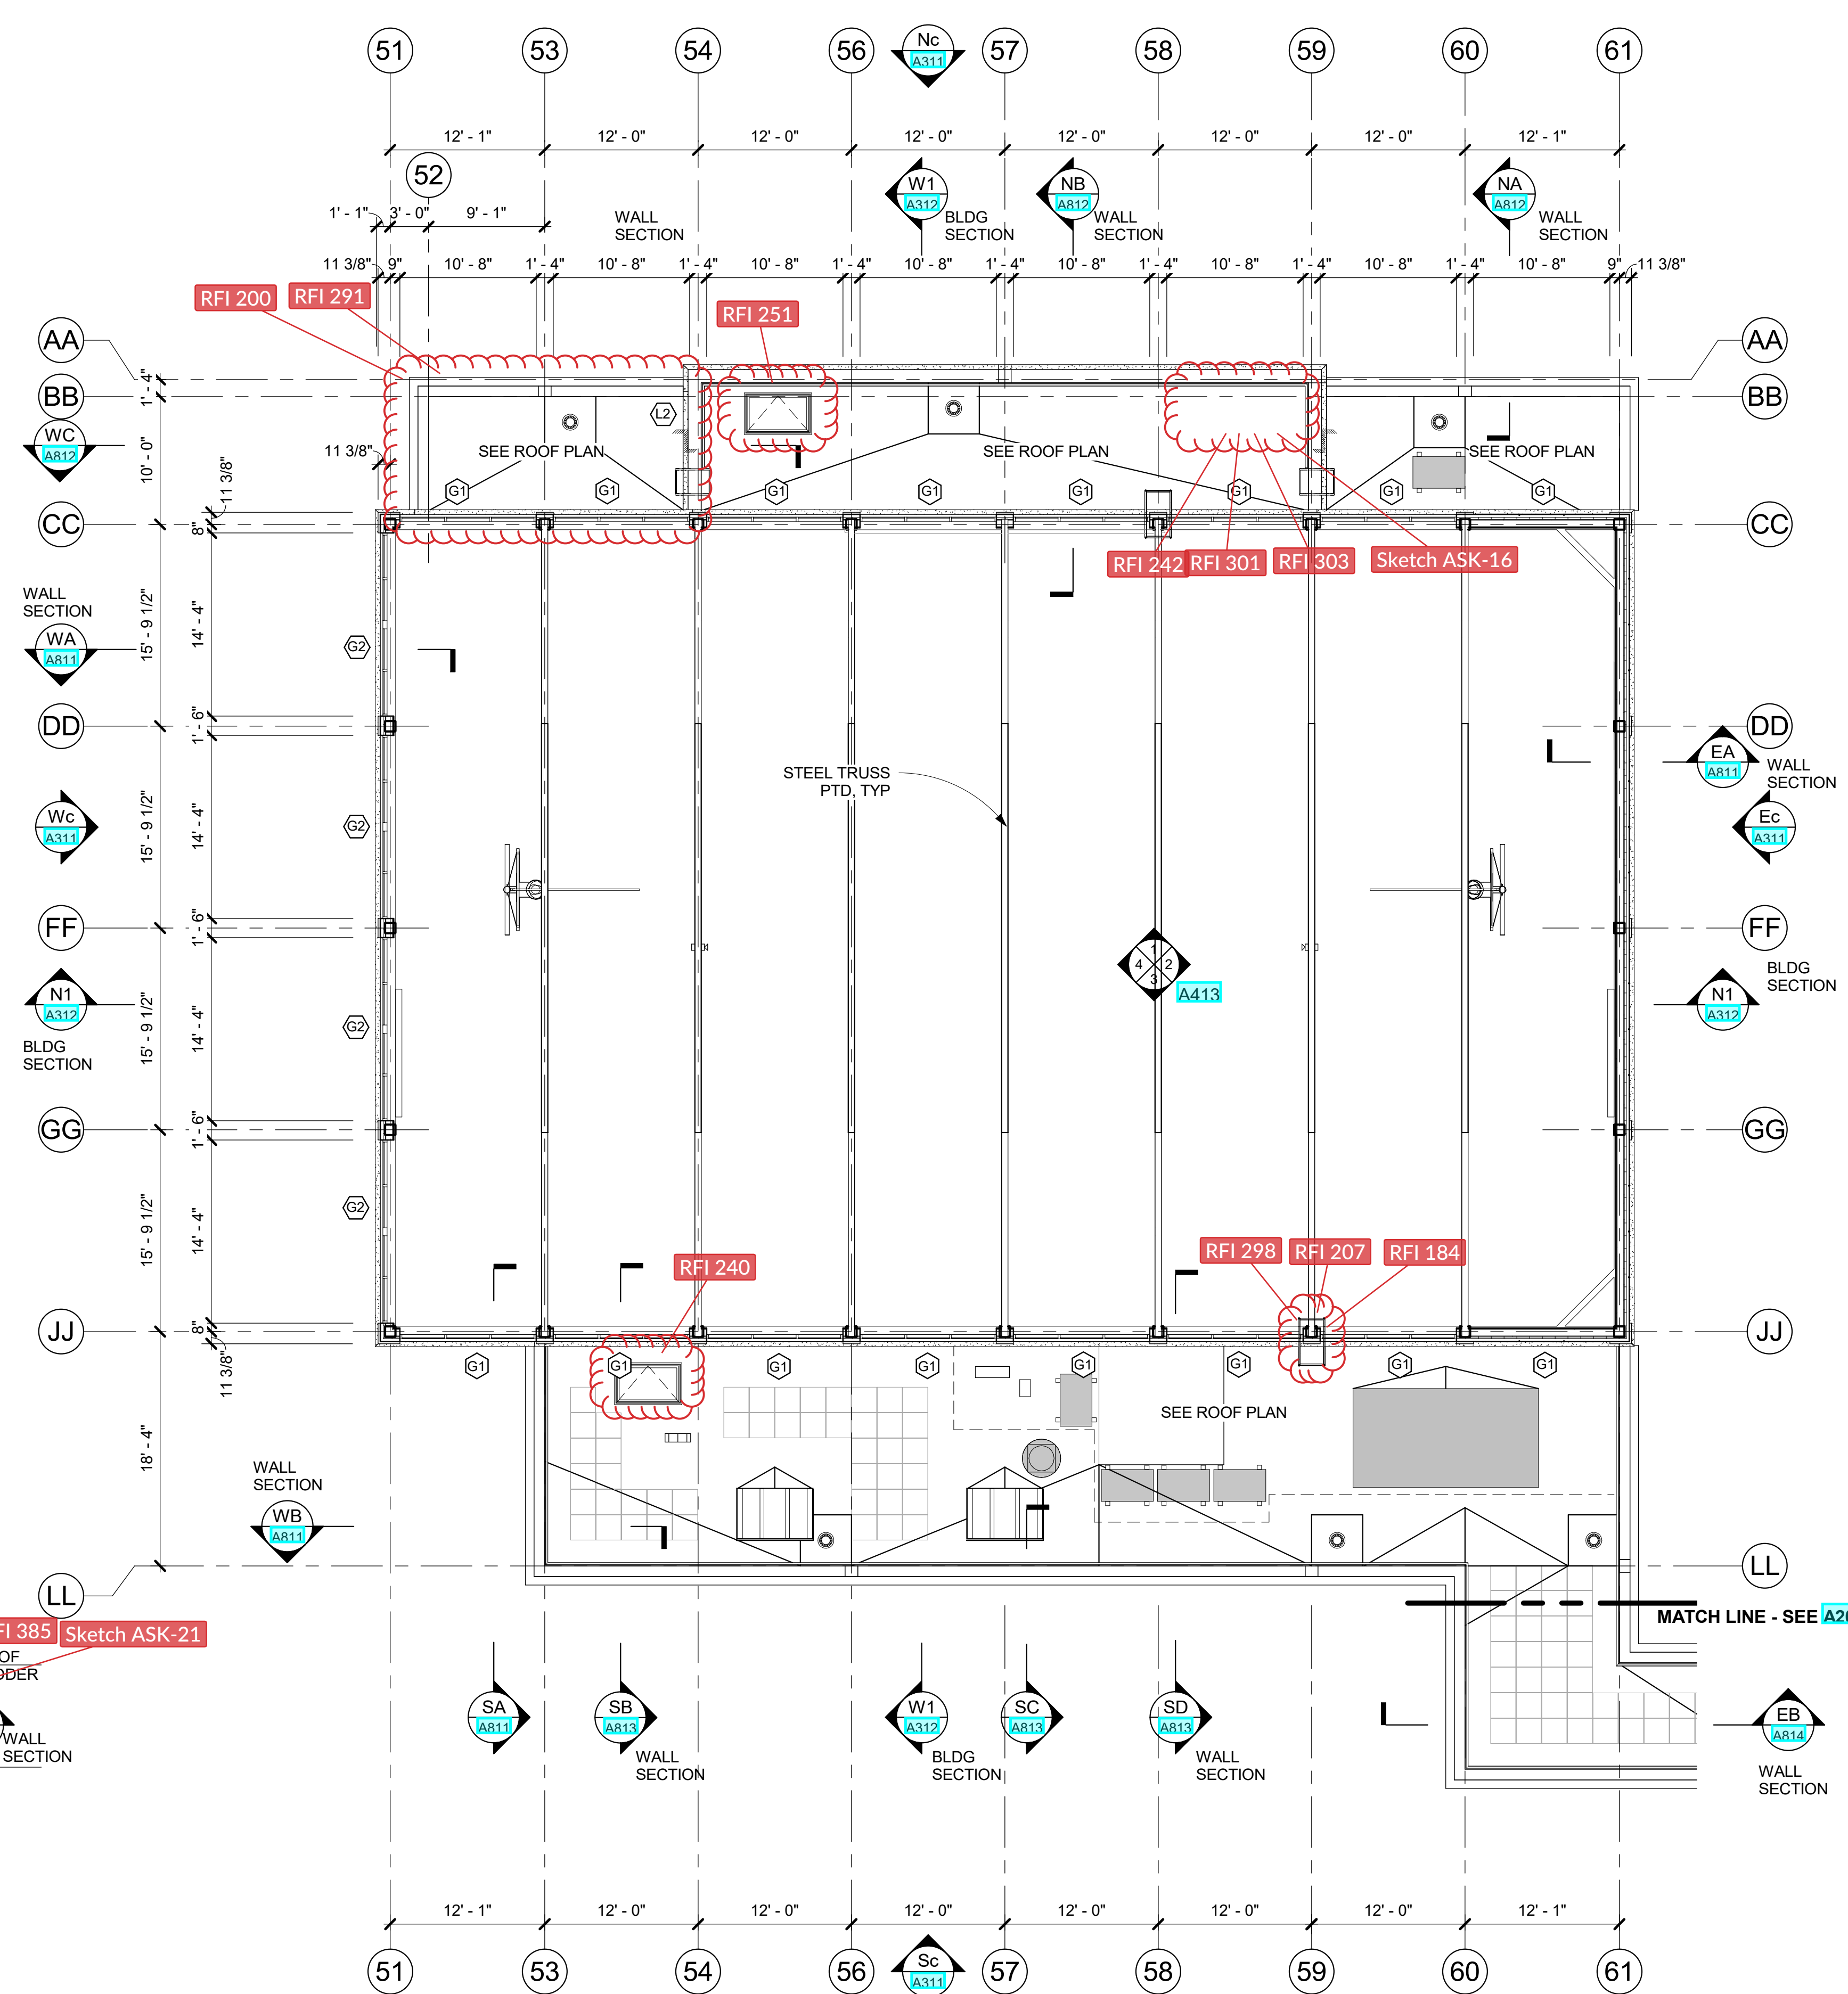 51 53 54 56 Nc 57 58 59 60 61
A311
12' - 1" 12' - 0" 12' - 0" 12' - 0" 12' - 0" 12' - 0" 12' - 0" 12' - 1"
52
W1 NB NA
A312 A812 A812
1' - 1" 3' - 0" 9' - 1"
WALL
SECTION
BLDG
SECTION
WALL
SECTION
WALL
SECTION
11 3/8" 9" 10' - 8" 1' - 4" 10' - 8" 1' - 4" 10' - 8" 1' - 4" 10' - 8" 1' - 4" 10' - 8" 1' - 4" 10' - 8" 1' - 4" 10' - 8" 1' - 4" 10' - 8" 9" 11 3/8"
RFI 200 RFI 291
RFI 251
AA AA
1' - 4"
BB BB
L2
WC
A812
10' - 0"
11 3/8"
SEE ROOF PLAN SEE ROOF PLAN SEE ROOF PLAN
11 3/8"
G1 G1 G1 G1 G1 G1 G1 G1
CC CC
8"
RFI 242 RFI 301 RFI 303 Sketch ASK-16
WALL
SECTION
WA
A811
15' - 9 1/2"
14' - 4"
G2
1' - 6"
DD DD
EA
A811
WALL
SECTION
STEEL TRUSS
PTD, TYP
Wc
A311
15' - 9 1/2"
14' - 4"
G2
Ec
A311
1' - 6"
FF FF
1
4 2
3
A413
N1
A312
BLDG
SECTION
15' - 9 1/2"
14' - 4"
G2
BLDG
SECTION
N1
A312
1' - 6"
GG GG
15' - 9 1/2"
14' - 4"
G2
RFI 240
RFI 298 RFI 207 RFI 184
8"
JJ JJ
11 3/8"
G1 G1 G1 G1 G1 G1 G1 G1
SEE ROOF PLAN
18' - 4"
WALL
SECTION
WB
A811
LL LL
MATCH LINE - SEE
FI 385 Sketch ASK-21
OF
DDER
WALL
SECTION
SA SB W1 SC SD EB
A811 A813 A312 A813 A813 A814
WALL
SECTION
BLDG
SECTION
WALL
SECTION
WALL
SECTION
12' - 1" 12' - 0" 12' - 0" 12' - 0" 12' - 0" 12' - 0" 12' - 0" 12' - 1"
51 53 54 56 Sc 57 58 59 60 61
A311